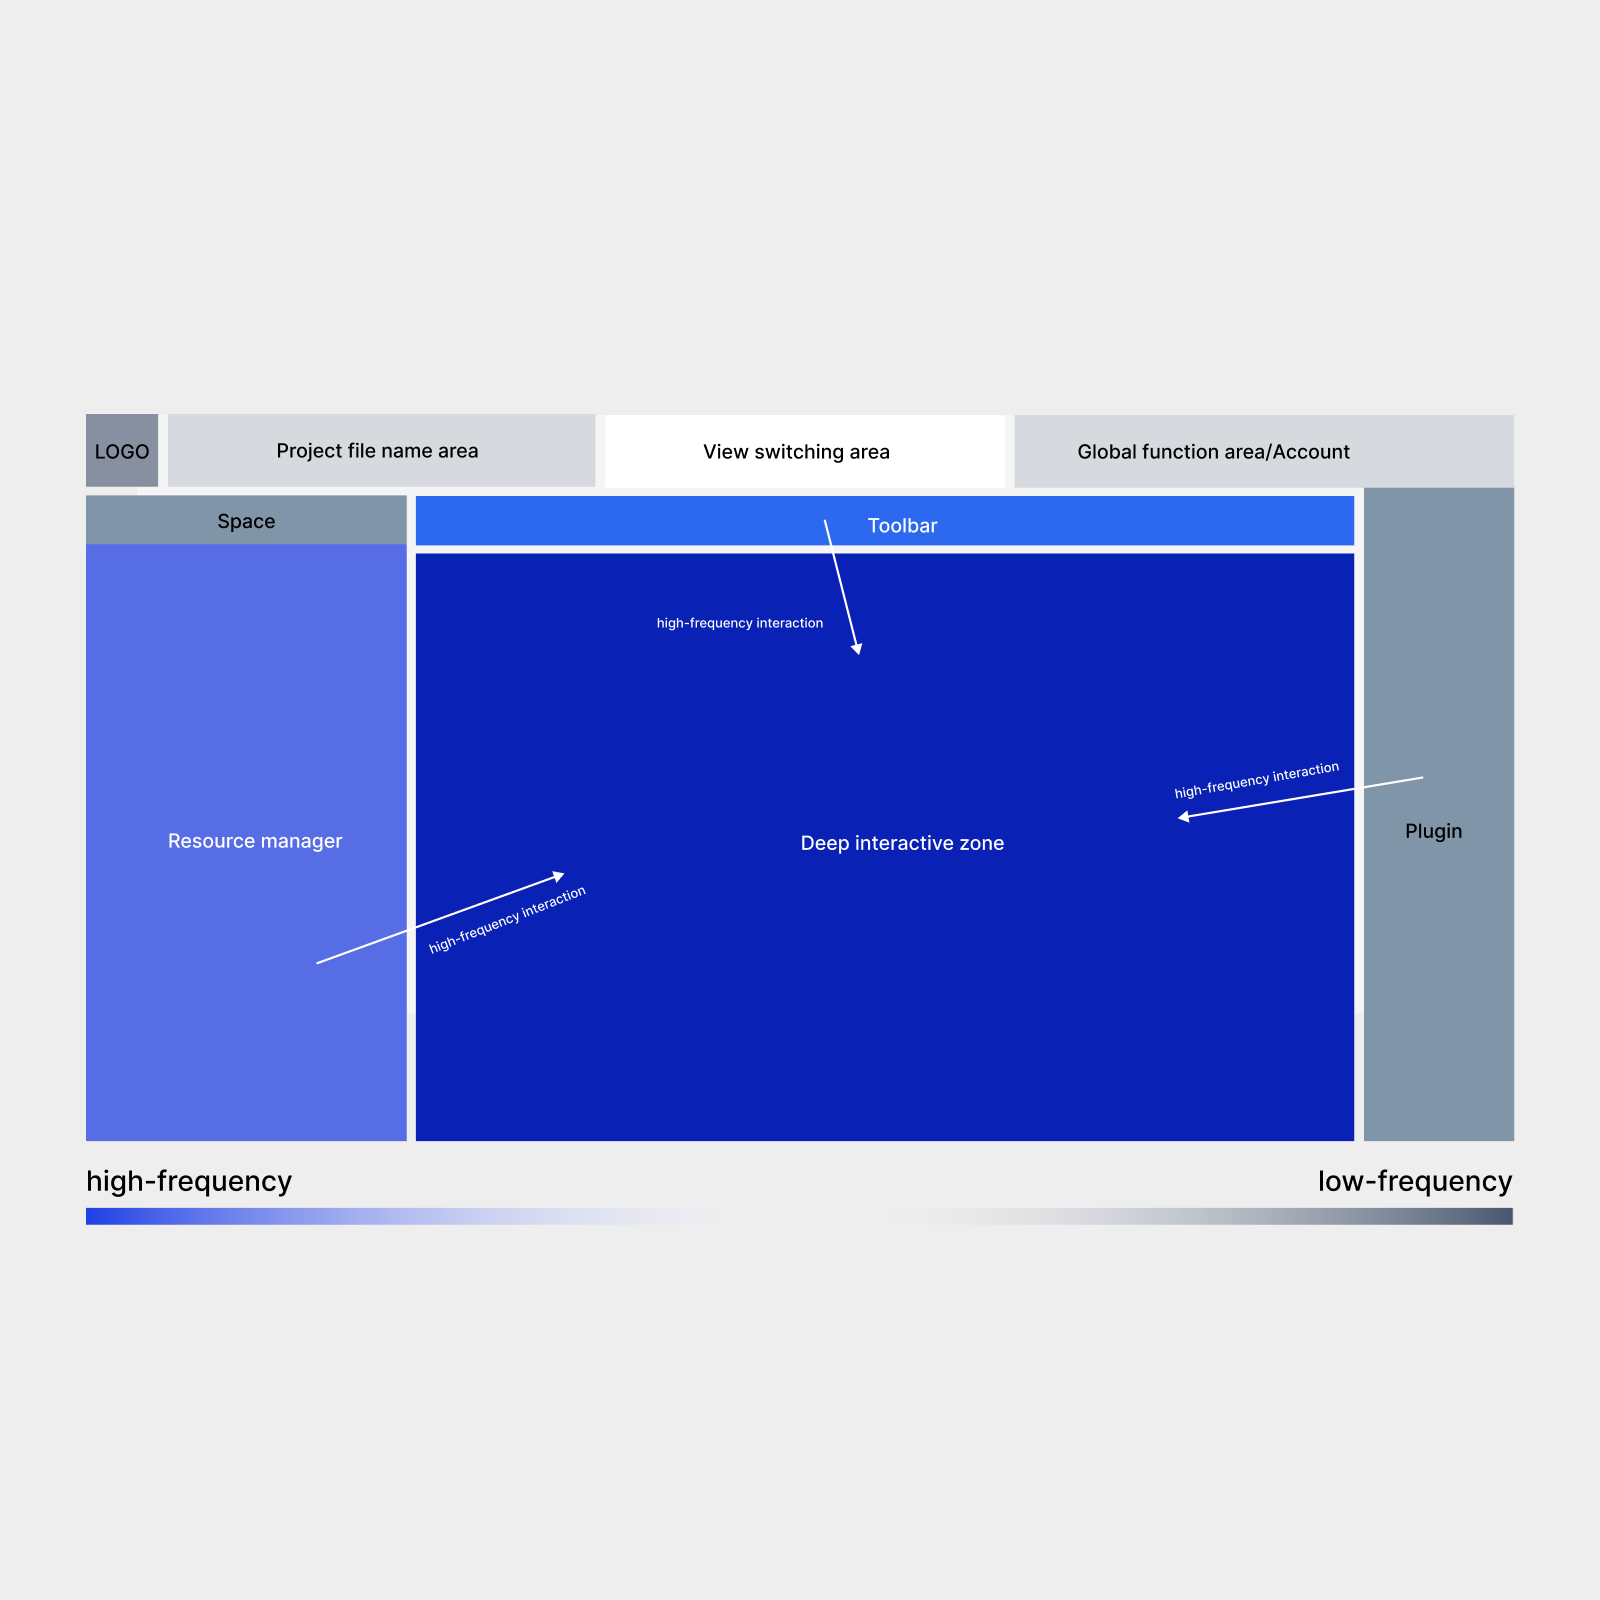 LOGO
Project file name area
View switching area
Global function area/Account
Space
Toolbar
high-frequency interaction
high-frequency interaction
Plugin
Resource manager
Deep interactive zone
high-frequency interaction
high-frequency
low-frequency